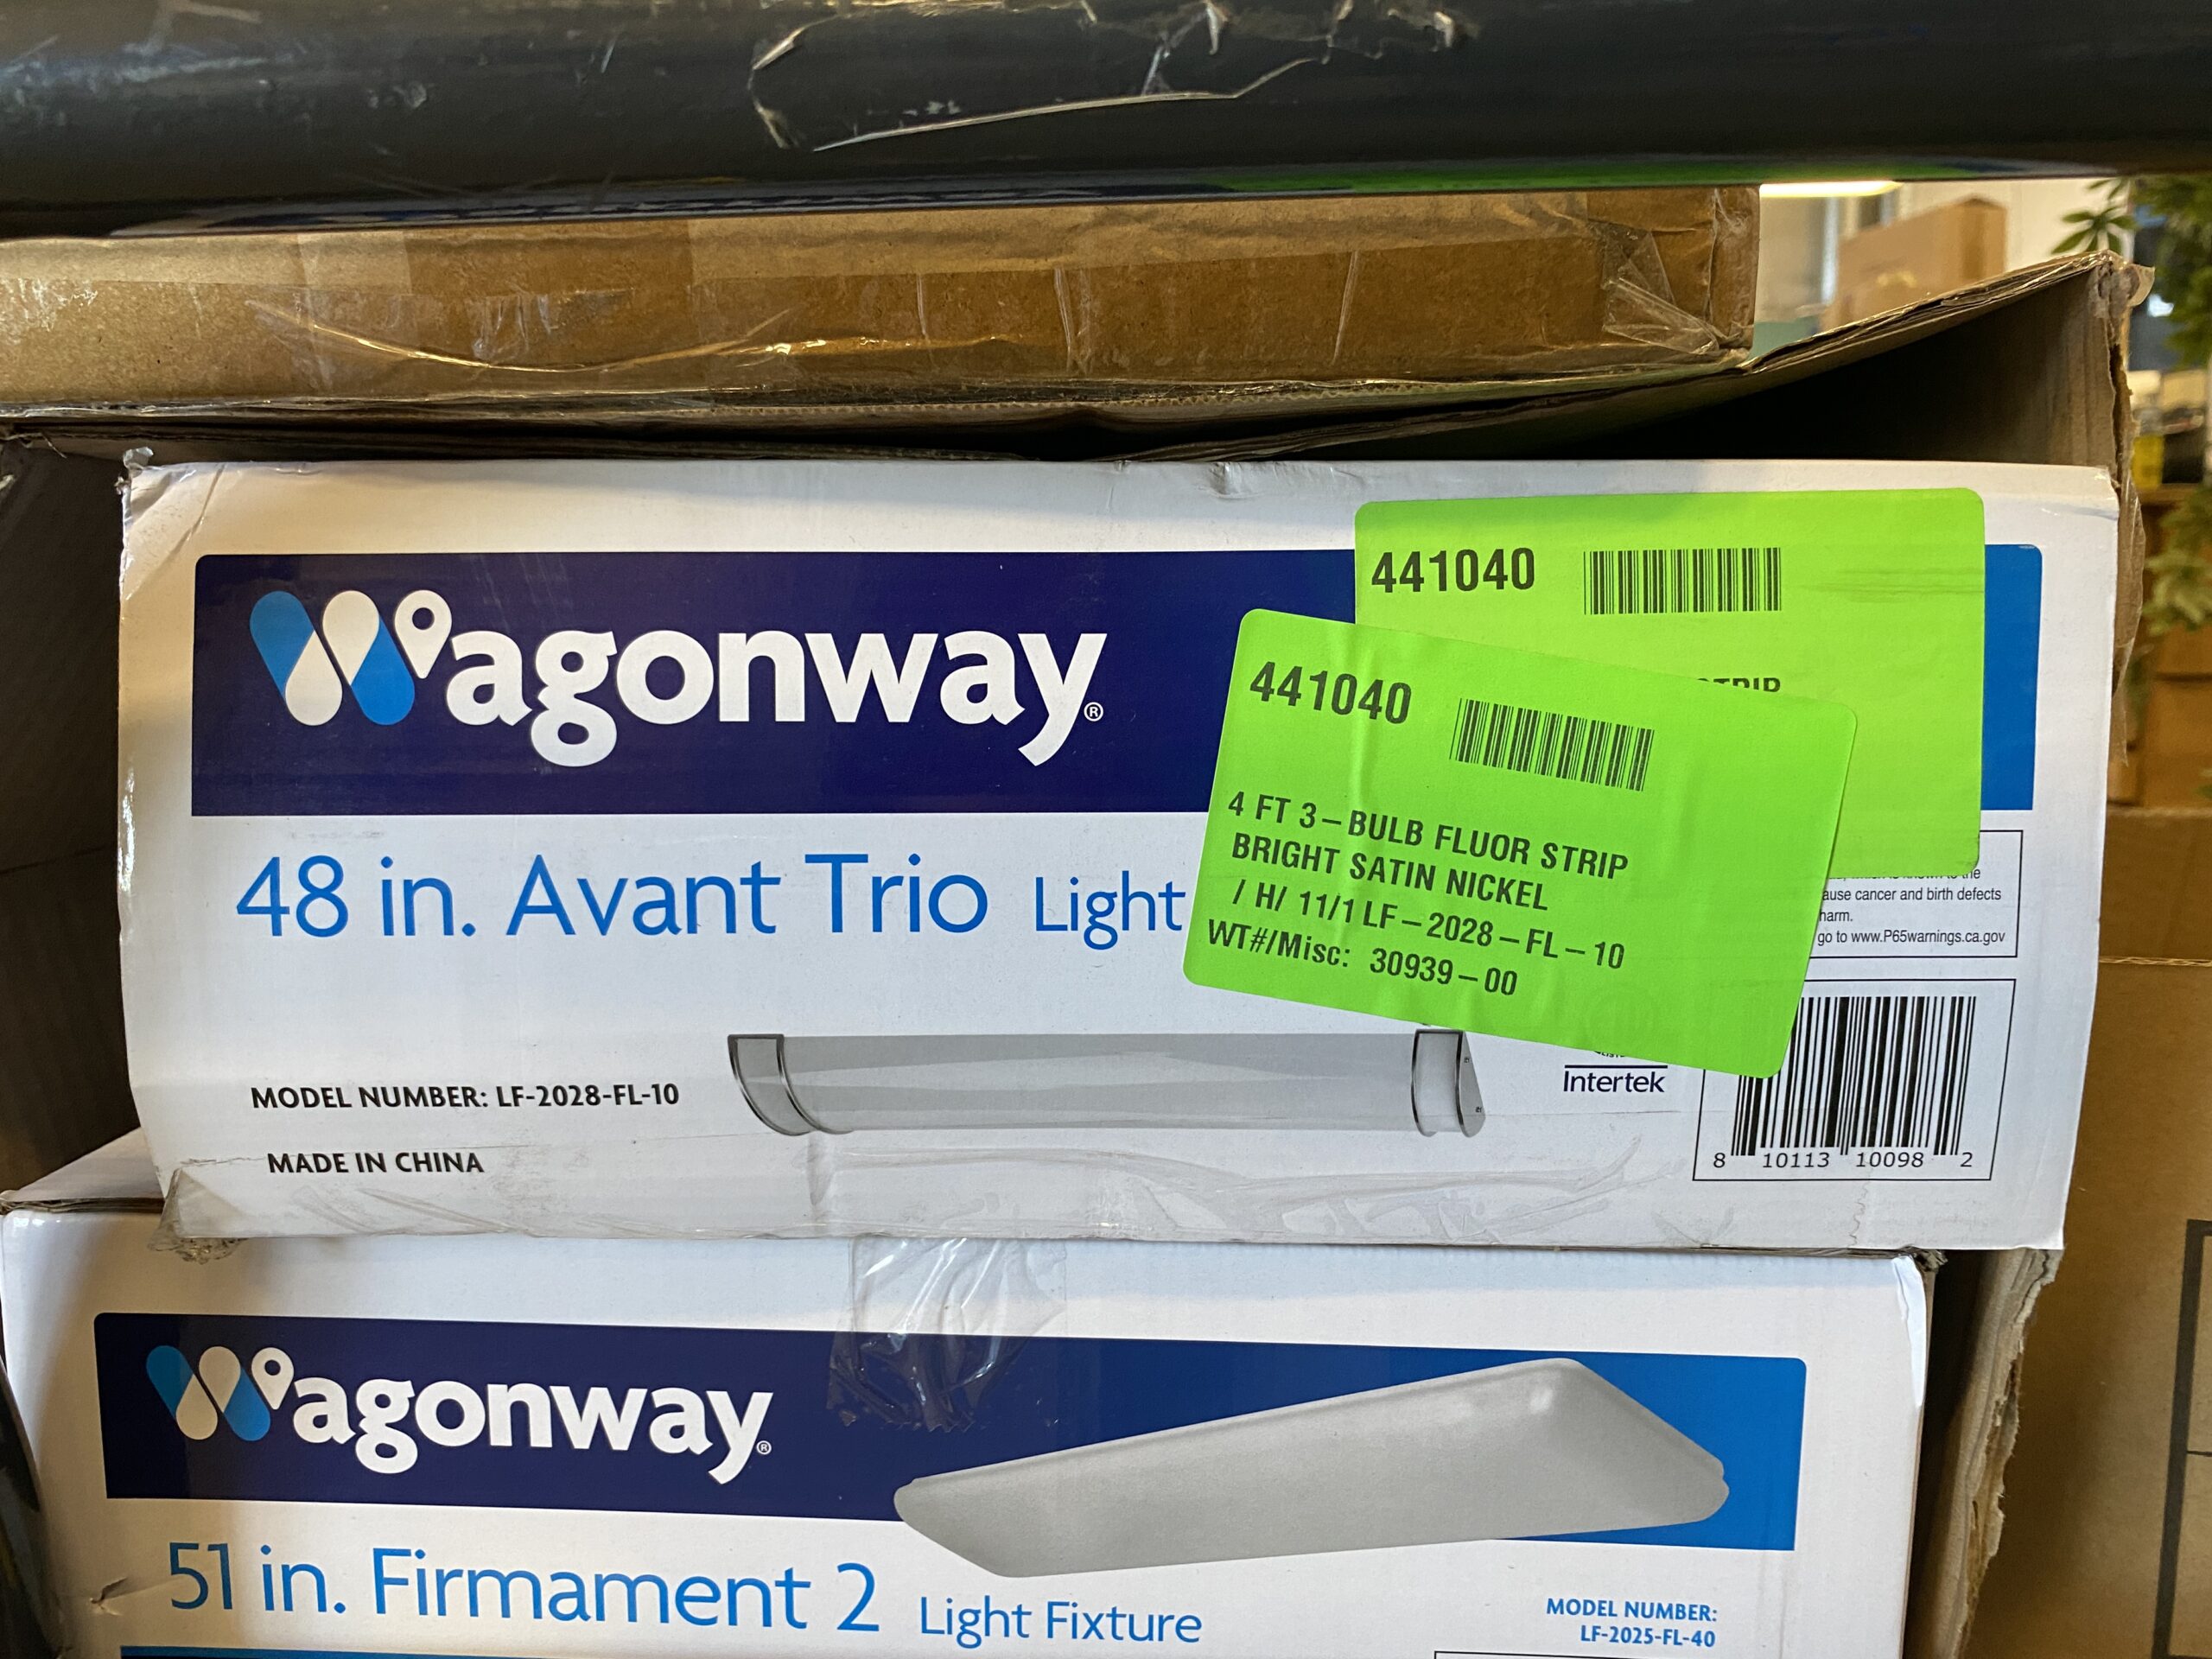 Wagonway®
441040
STRIP
441040
4 FT 3-BULB FLUOR STRIP
BRIGHT SATIN NICKEL
/ H/ 11/1 LF-2028-FL-10
WT#/Misc: 30939-00
48 in. Avant Trio Light
the
ause cancer and birth defects
harm.
go to www.P65warnings.ca.gov
MODEL NUMBER: LF-2028-FL-10
MADE IN CHINA
Intertek
8 10113 10098 2
Wagonway®
51 in. Firmament 2 Light Fixture
MODEL NUMBER:
LF-2025-FL-40